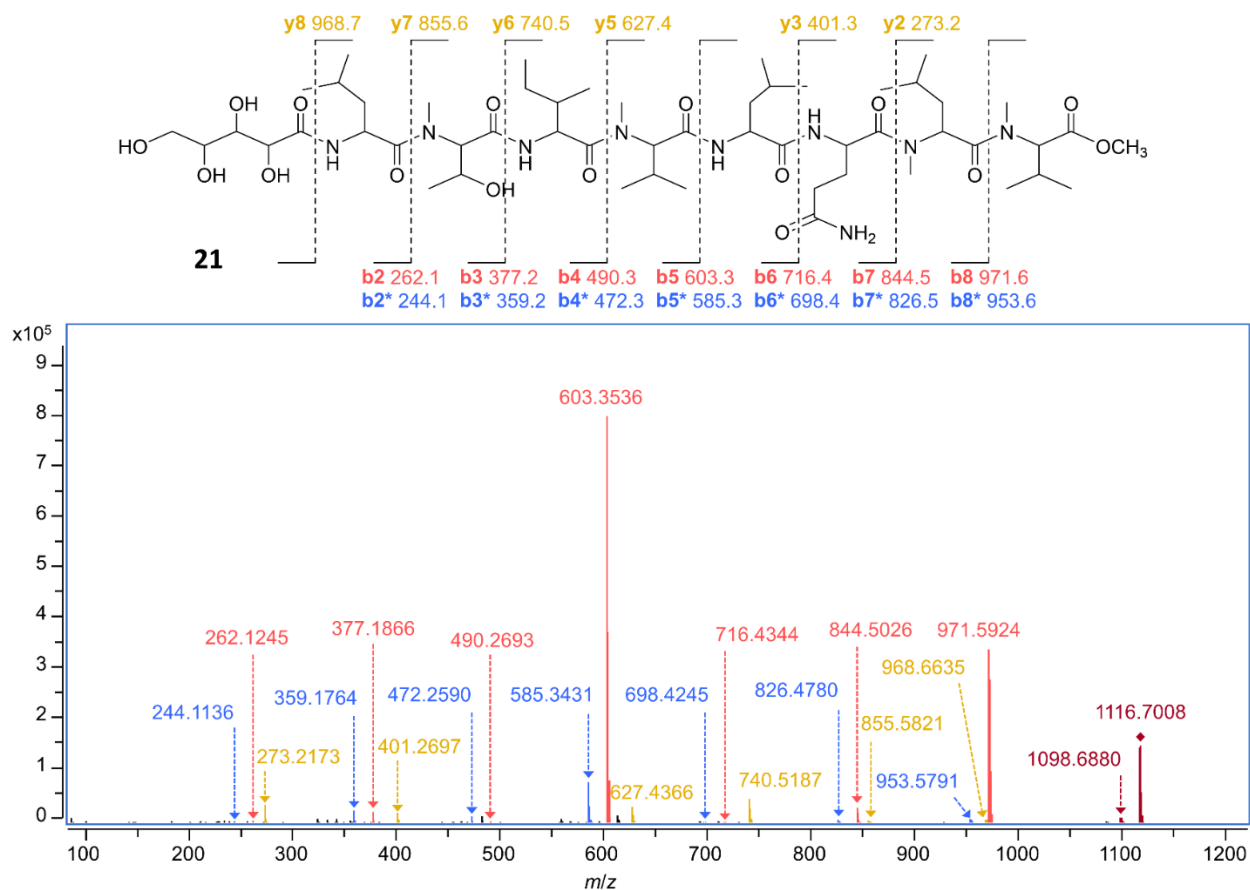 y8 968.7 y7 855.6 y6 740.5 y5 627.4 y3 401.3 y2 273.2
OH O N O H N O N O H N O
HO OH OH N H O OH N H O N H O N O N O OCH3
O NH2
21
b2 262.1 b3 377.2 b4 490.3 b5 603.3 b6 716.4 b7 844.5 b8 971.6
b2* 244.1 b3* 359.2 b4* 472.3 b5* 585.3 b6* 698.4 b7* 826.5 b8* 953.6
x10⁵
9
8
7
6
5
4
3
2
1
0
603.3536
262.1245 377.1866 490.2693 716.4344 844.5026 971.5924
968.6635
244.1136 359.1764 472.2590 585.3431 698.4245 826.4780
855.5821 1116.7008
273.2173 401.2697 1098.6880
627.4366 740.5187 953.5791
100 200 300 400 500 600 700 800 900 1000 1100 1200
m/z